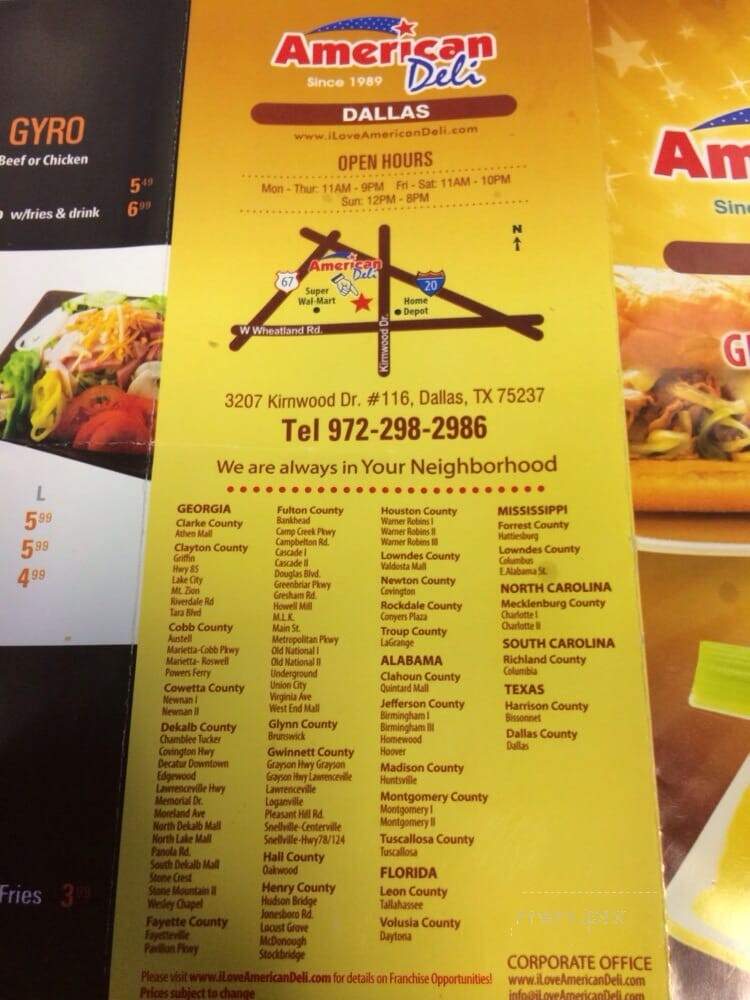 GYRO
Beef or Chicken
5 49
w/fries & drink 6 99
L
5 99
5 99
4 99
Fries 3 99
American
Deli
Since 1989
DALLAS
www.iLoveAmericanDeli.com
OPEN HOURS
Mon - Thur: 11AM - 9PM Fri - Sat: 11AM - 10PM
Sun: 12PM - 8PM
N
American
Deli
67
20
Super
Wal-Mart
Home
Depot
W Wheatland Rd.
Kirnwood Dr.
3207 Kirnwood Dr. #116, Dallas, TX 75237
Tel 972-298-2986
We are always in Your Neighborhood
GEORGIA
Clarke County
Athen Mall
Clayton County
Griffin
Hwy 85
Lake City
Mt. Zion
Riverdale Rd
Tara Blvd
Cobb County
Austell
Marietta-Cobb Pkwy
Marietta- Roswell
Powers Ferry
Cowetta County
Newnan I
Newnan II
Dekalb County
Chamblee Tucker
Covington Hwy
Decatur Downtown
Edgewood
Lawrenceville Hwy
Memorial Dr.
Moreland Ave
North Dekalb Mall
North Lake Mall
Panola Rd.
South Dekalb Mall
Stone Crest
Stone Mountain II
Wesley Chapel
Fayette County
Fayetteville
Pavilion Pkwy
Fulton County
Bankhead
Camp Creek Pkwy
Campbelton Rd.
Cascade I
Cascade II
Douglas Blvd.
Greenbriar Pkwy
Gresham Rd.
Howell Mill
M.L.K.
Main St.
Metropolitan Pkwy
Old National I
Old National II
Underground
Union City
Virginia Ave
West End Mall
Glynn County
Brunswick
Gwinnett County
Grayson Hwy Grayson
Grayson Hwy Lawrenceville
Lawrenceville
Loganville
Pleasant Hill Rd.
Snellville-Centerville
Snellville-Hwy78/124
Hall County
Oakwood
Henry County
Hudson Bridge
Jonesboro Rd.
Locust Grove
McDonough
Stockbridge
Houston County
Warner Robins I
Warner Robins II
Warner Robins III
Lowndes County
Valdosta Mall
Newton County
Covington
Rockdale County
Conyers Plaza
Troup County
LaGrange
ALABAMA
Clahoun County
Quintard Mall
Jefferson County
Birmingham I
Birmingham III
Homewood
Hoover
Madison County
Huntsville
Montgomery County
Montgomery I
Montgomery II
Tuscallosa County
Tuscallosa
FLORIDA
Leon County
Tallahassee
Volusia County
Daytona
MISSISSIPPI
Forrest County
Hattiesburg
Lowndes County
Columbus
E.Alabama St.
NORTH CAROLINA
Mecklenburg County
Charlotte I
Charlotte II
SOUTH CAROLINA
Richland County
Columbia
TEXAS
Harrison County
Bissonnet
Dallas County
Dallas
Please visit www.iLoveAmericanDeli.com for details on Franchise Opportunities!
Prices subject to change
CORPORATE OFFICE
www.iLoveAmericanDeli.com
info@iLoveAmericanDeli.com
Am
Sinc
G